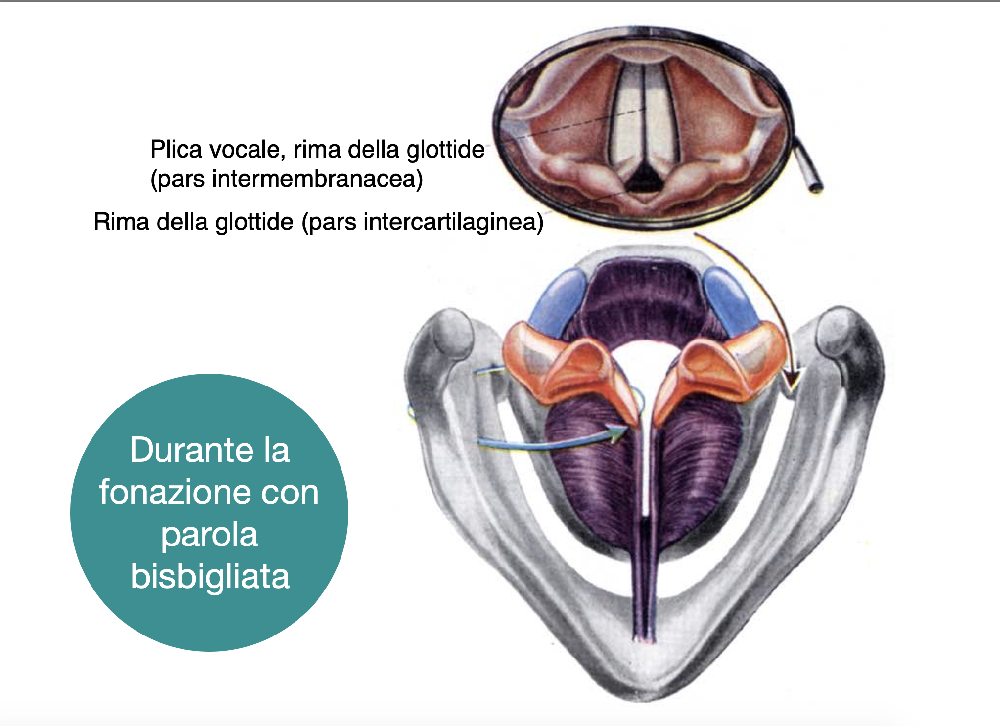 Plica vocale, rima della glottide
(pars intermembranacea)
Rima della glottide (pars intercartilaginea)
Durante la
fonazione con
parola
bisbigliata